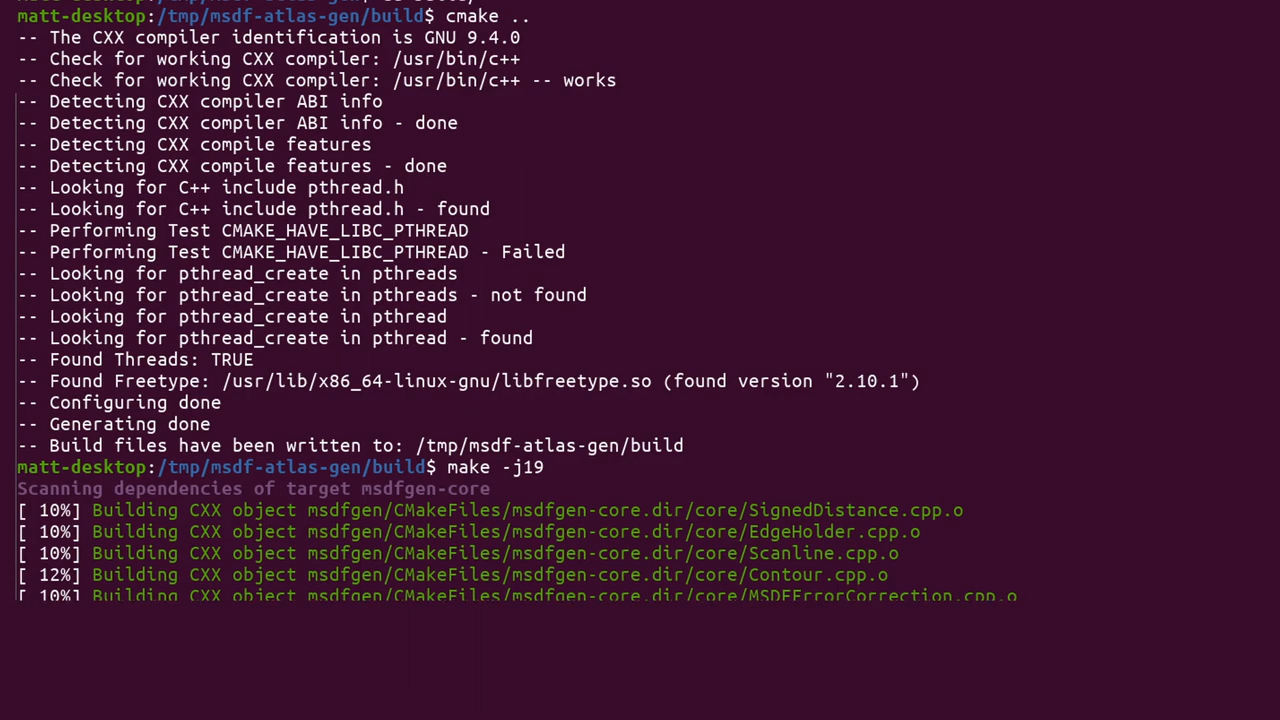 matt-desktop:/tmp/msdf-atlas-gen/build$ cmake ..
-- The CXX compiler identification is GNU 9.4.0
-- Check for working CXX compiler: /usr/bin/c++
-- Check for working CXX compiler: /usr/bin/c++ -- works
-- Detecting CXX compiler ABI info
-- Detecting CXX compiler ABI info - done
-- Detecting CXX compile features
-- Detecting CXX compile features - done
-- Looking for C++ include pthread.h
-- Looking for C++ include pthread.h - found
-- Performing Test CMAKE_HAVE_LIBC_PTHREAD
-- Performing Test CMAKE_HAVE_LIBC_PTHREAD - Failed
-- Looking for pthread_create in pthreads
-- Looking for pthread_create in pthreads - not found
-- Looking for pthread_create in pthread
-- Looking for pthread_create in pthread - found
-- Found Threads: TRUE
-- Found Freetype: /usr/lib/x86_64-linux-gnu/libfreetype.so (found version "2.10.1")
-- Configuring done
-- Generating done
-- Build files have been written to: /tmp/msdf-atlas-gen/build
matt-desktop:/tmp/msdf-atlas-gen/build$ make -j19
Scanning dependencies of target msdfgen-core
[ 10%] Building CXX object msdfgen/CMakeFiles/msdfgen-core.dir/core/SignedDistance.cpp.o
[ 10%] Building CXX object msdfgen/CMakeFiles/msdfgen-core.dir/core/EdgeHolder.cpp.o
[ 10%] Building CXX object msdfgen/CMakeFiles/msdfgen-core.dir/core/Scanline.cpp.o
[ 12%] Building CXX object msdfgen/CMakeFiles/msdfgen-core.dir/core/Contour.cpp.o
[ 10%] Building CXX object msdfgen/CMakeFiles/msdfgen-core.dir/core/MSDFErrorCorrection.cpp.o